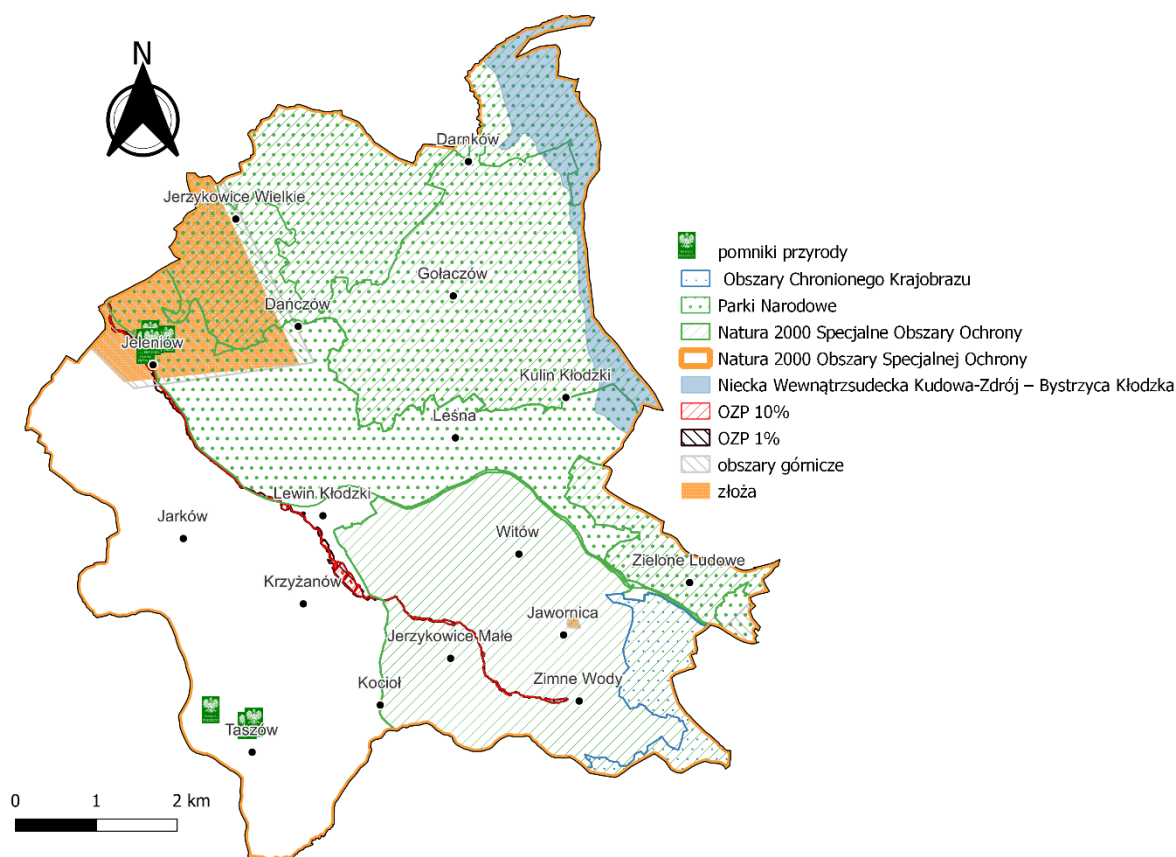 N
Darnków
Jerzykowice Wielkie
Gołaczów
Dańczów
Jeleniów
Kulin Kłodzki
Leśna
Lewin Kłodzki
Jarków
Witów
Zielone Ludowe
Krzyżanów
Jawornica
Jerzykowice Małe
Kocioł
Zimne Wody
Taszów
0 1 2 km
pomniki przyrody
Obszary Chronionego Krajobrazu
Parki Narodowe
Natura 2000 Specjalne Obszary Ochrony
Natura 2000 Obszary Specjalnej Ochrony
Niecka Wewnątrzsudecka Kudowa-Zdrój – Bystrzyca Kłodzka
OZP 10%
OZP 1%
obszary górnicze
złoża